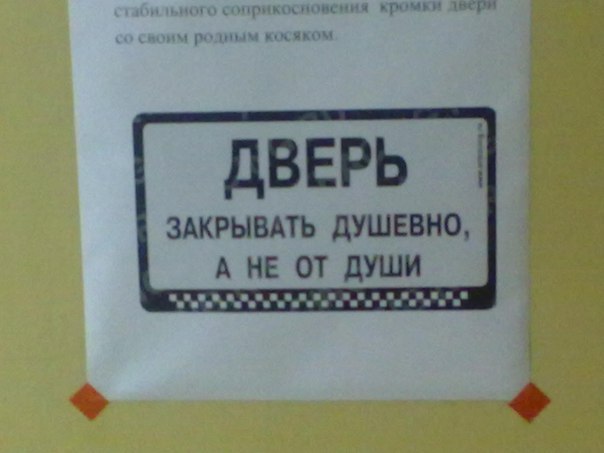 стабильного соприкосновения кромки двери
со своим родным косяком.
ДВЕРЬ
ЗАКРЫВАТЬ ДУШЕВНО,
А НЕ ОТ ДУШИ